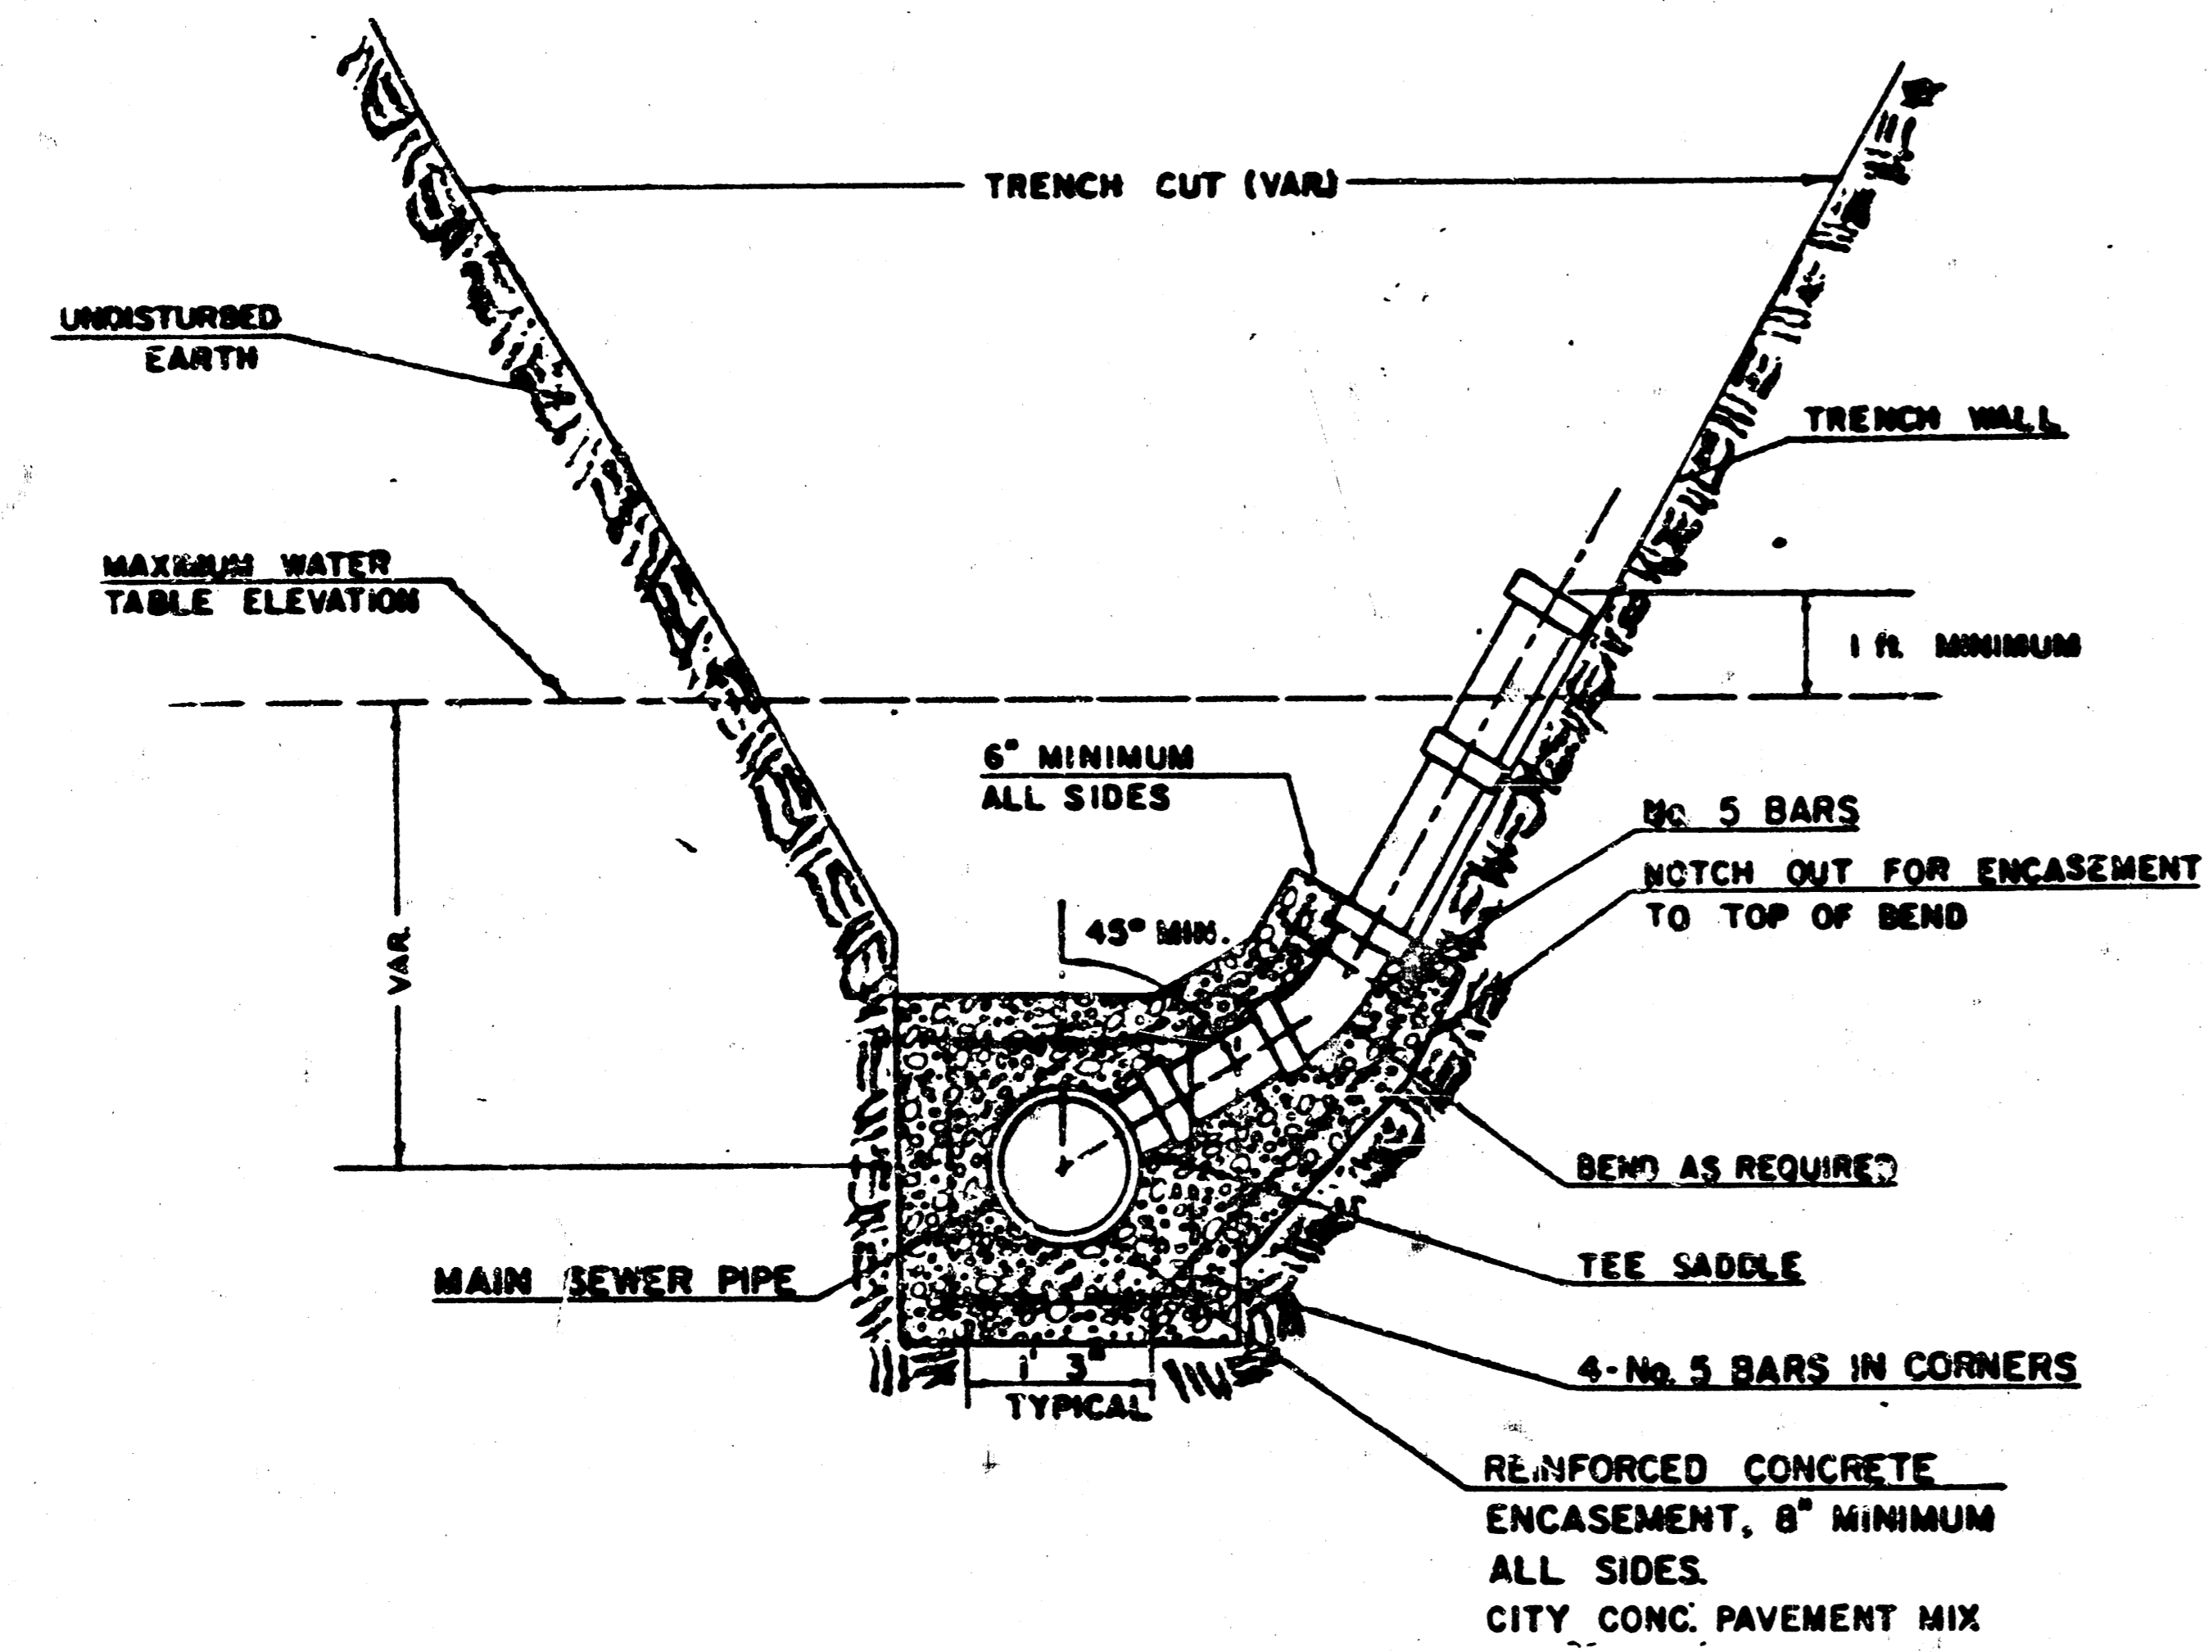 TRENCH CUT (VAR)
UNDISTURBED
EARTH
TRENCH WALL
MAXIMUM WATER
TABLE ELEVATION
1 ft. MINIMUM
6" MINIMUM
ALL SIDES
No. 5 BARS
NOTCH OUT FOR ENCASEMENT
TO TOP OF BEND
45° MIN.
VAR.
BEND AS REQUIRED
TEE SADDLE
MAIN SEWER PIPE
4-No. 5 BARS IN CORNERS
1' 3"
TYPICAL
REINFORCED CONCRETE
ENCASEMENT, 8" MINIMUM
ALL SIDES.
CITY CONC. PAVEMENT MIX